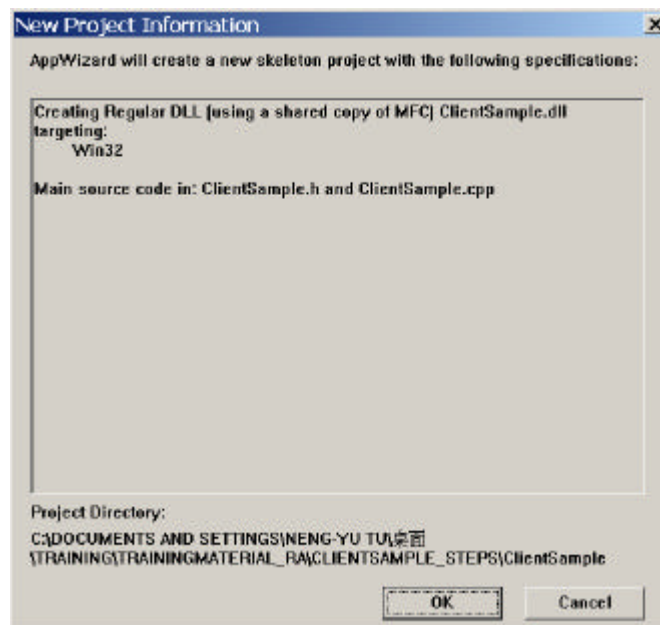 New Project Information
AppWizard will create a new skeleton project with the following specifications:
Creating Regular DLL (using a shared copy of MFC) ClientSample.dll
targeting:
Win32
Main source code in: ClientSample.h and ClientSample.cpp
Project Directory:
C:\DOCUMENTS AND SETTINGS\NENG-YU TU\桌面
\TRAINING\TRAININGMATERIAL_RA\CLIENTSAMPLE_STEPS\ClientSample
OK
Cancel